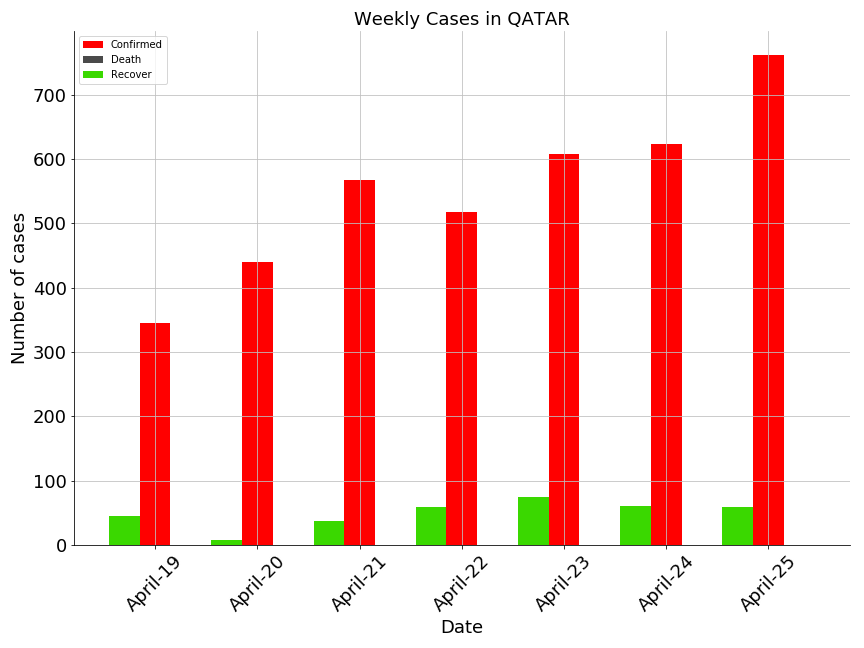 Weekly Cases in QATAR
Confirmed
Death
Recover
Number of cases
700
600
500
400
300
200
100
0
April-19
April-20
April-21
April-22
April-23
April-24
April-25
Date